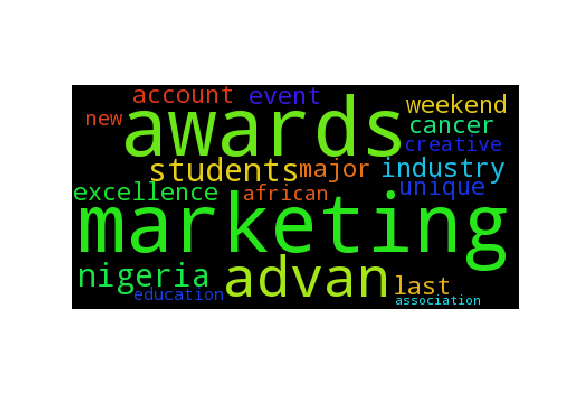 account event
weekend
new awards cancer
creative
students major industry
excellence african unique
marketing
nigeria advan last
education
association